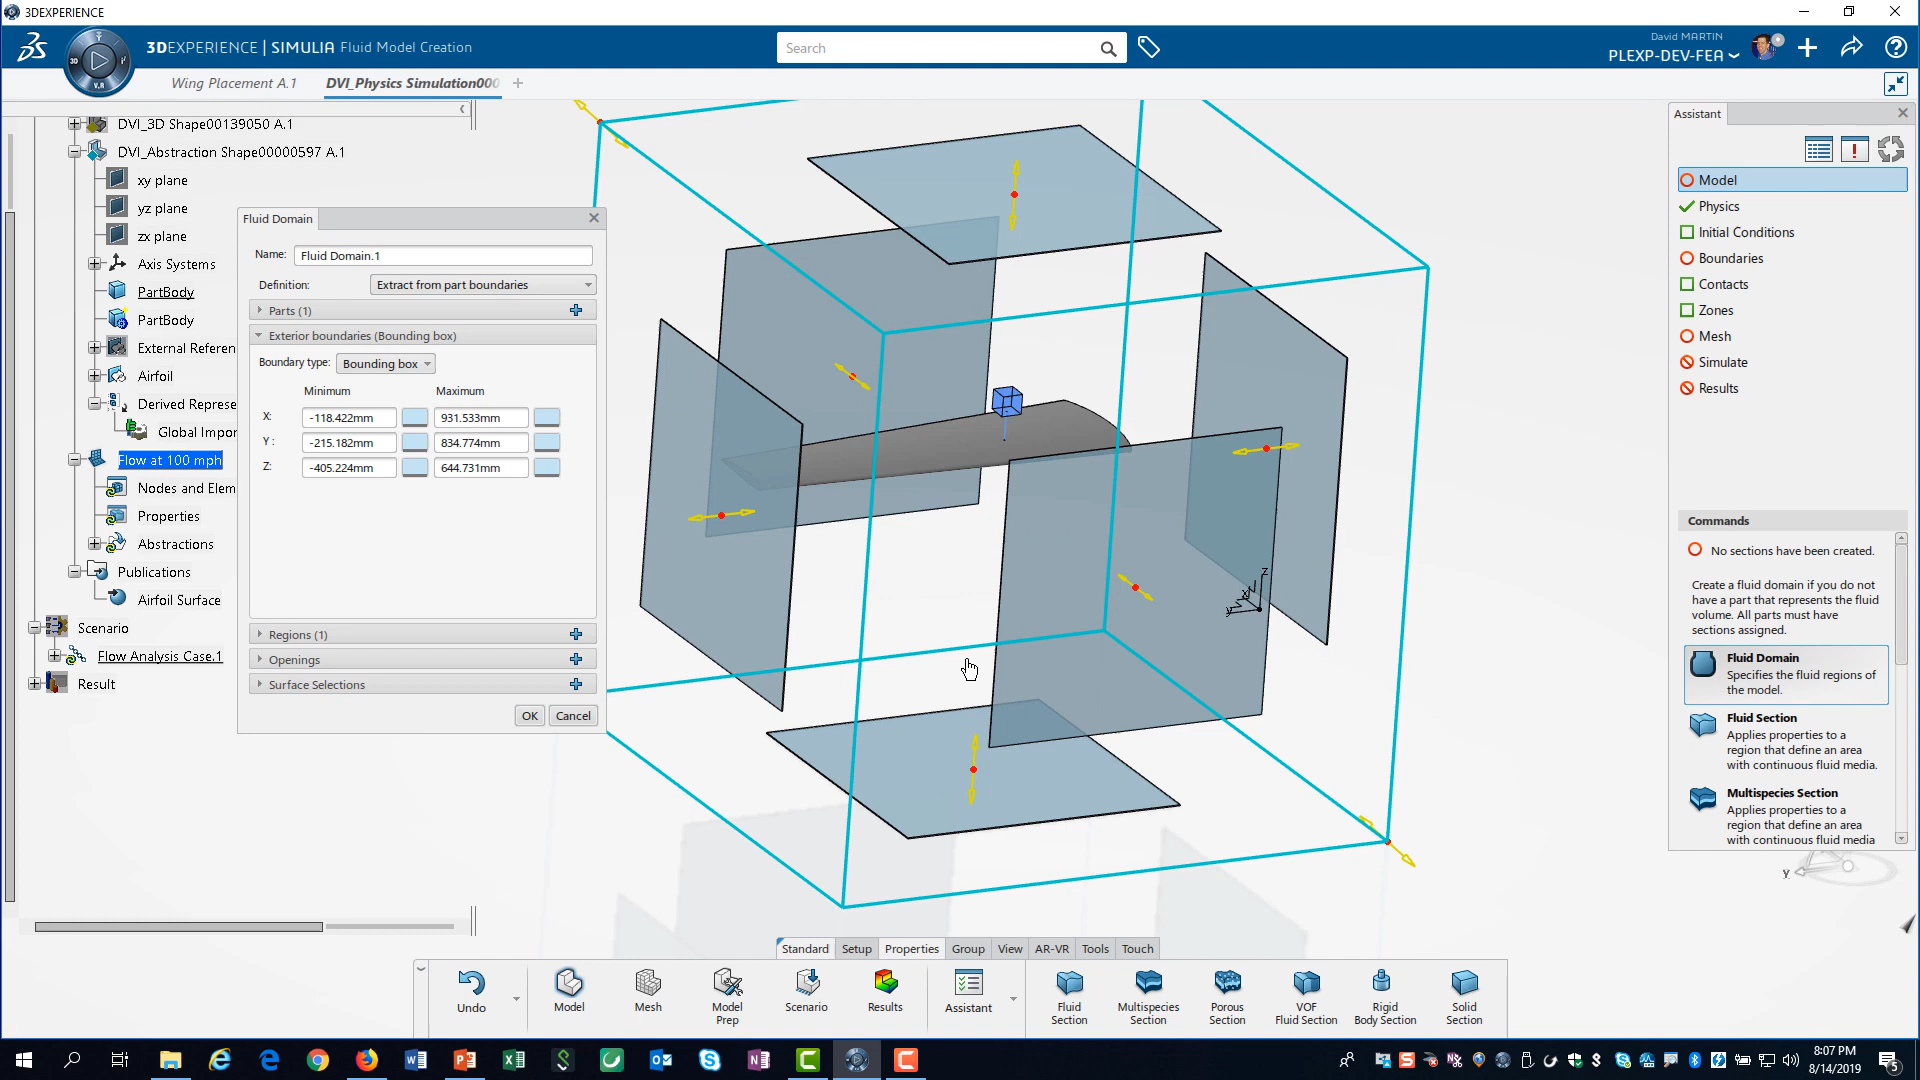 3DEXPERIENCE
3DEXPERIENCE | SIMULIA Fluid Model Creation
Search
David MARTIN
PLEXP-DEV-FEA
3D
V.R
Wing Placement A.1
DVI_Physics Simulation000
DVI_3D Shape00139050 A.1
DVI_Abstraction Shape00000597 A.1
xy plane
yz plane
zx plane
Axis Systems
PartBody
PartBody
External Referen
Airfoil
Derived Represe
Global Impor
Flow at 100 mph
Nodes and Elem
Properties
Abstractions
Publications
Airfoil Surface
Scenario
Flow Analysis Case.1
Result
Fluid Domain
Name: Fluid Domain.1
Definition: Extract from part boundaries
Parts (1)
Exterior boundaries (Bounding box)
Boundary type: Bounding box
Minimum Maximum
X: -118.422mm 931.533mm
Y: -215.182mm 834.774mm
Z: -405.224mm 644.731mm
Regions (1)
Openings
Surface Selections
OK Cancel
z
x
y
Assistant
Model
Physics
Initial Conditions
Boundaries
Contacts
Zones
Mesh
Simulate
Results
Commands
No sections have been created.
Create a fluid domain if you do not
have a part that represents the fluid
volume. All parts must have
sections assigned.
Fluid Domain
Specifies the fluid regions of
the model.
Fluid Section
Applies properties to a
region that define an area
with continuous fluid media.
Multispecies Section
Applies properties to a
region that define an area
with continuous fluid media
y
Standard Setup Properties Group View AR-VR Tools Touch
Undo
Model
Mesh
Model
Prep
Scenario
Results
Assistant
Fluid
Section
Multispecies
Section
Porous
Section
VOF
Fluid Section
Rigid
Body Section
Solid
Section
8:07 PM
8/14/2019
5